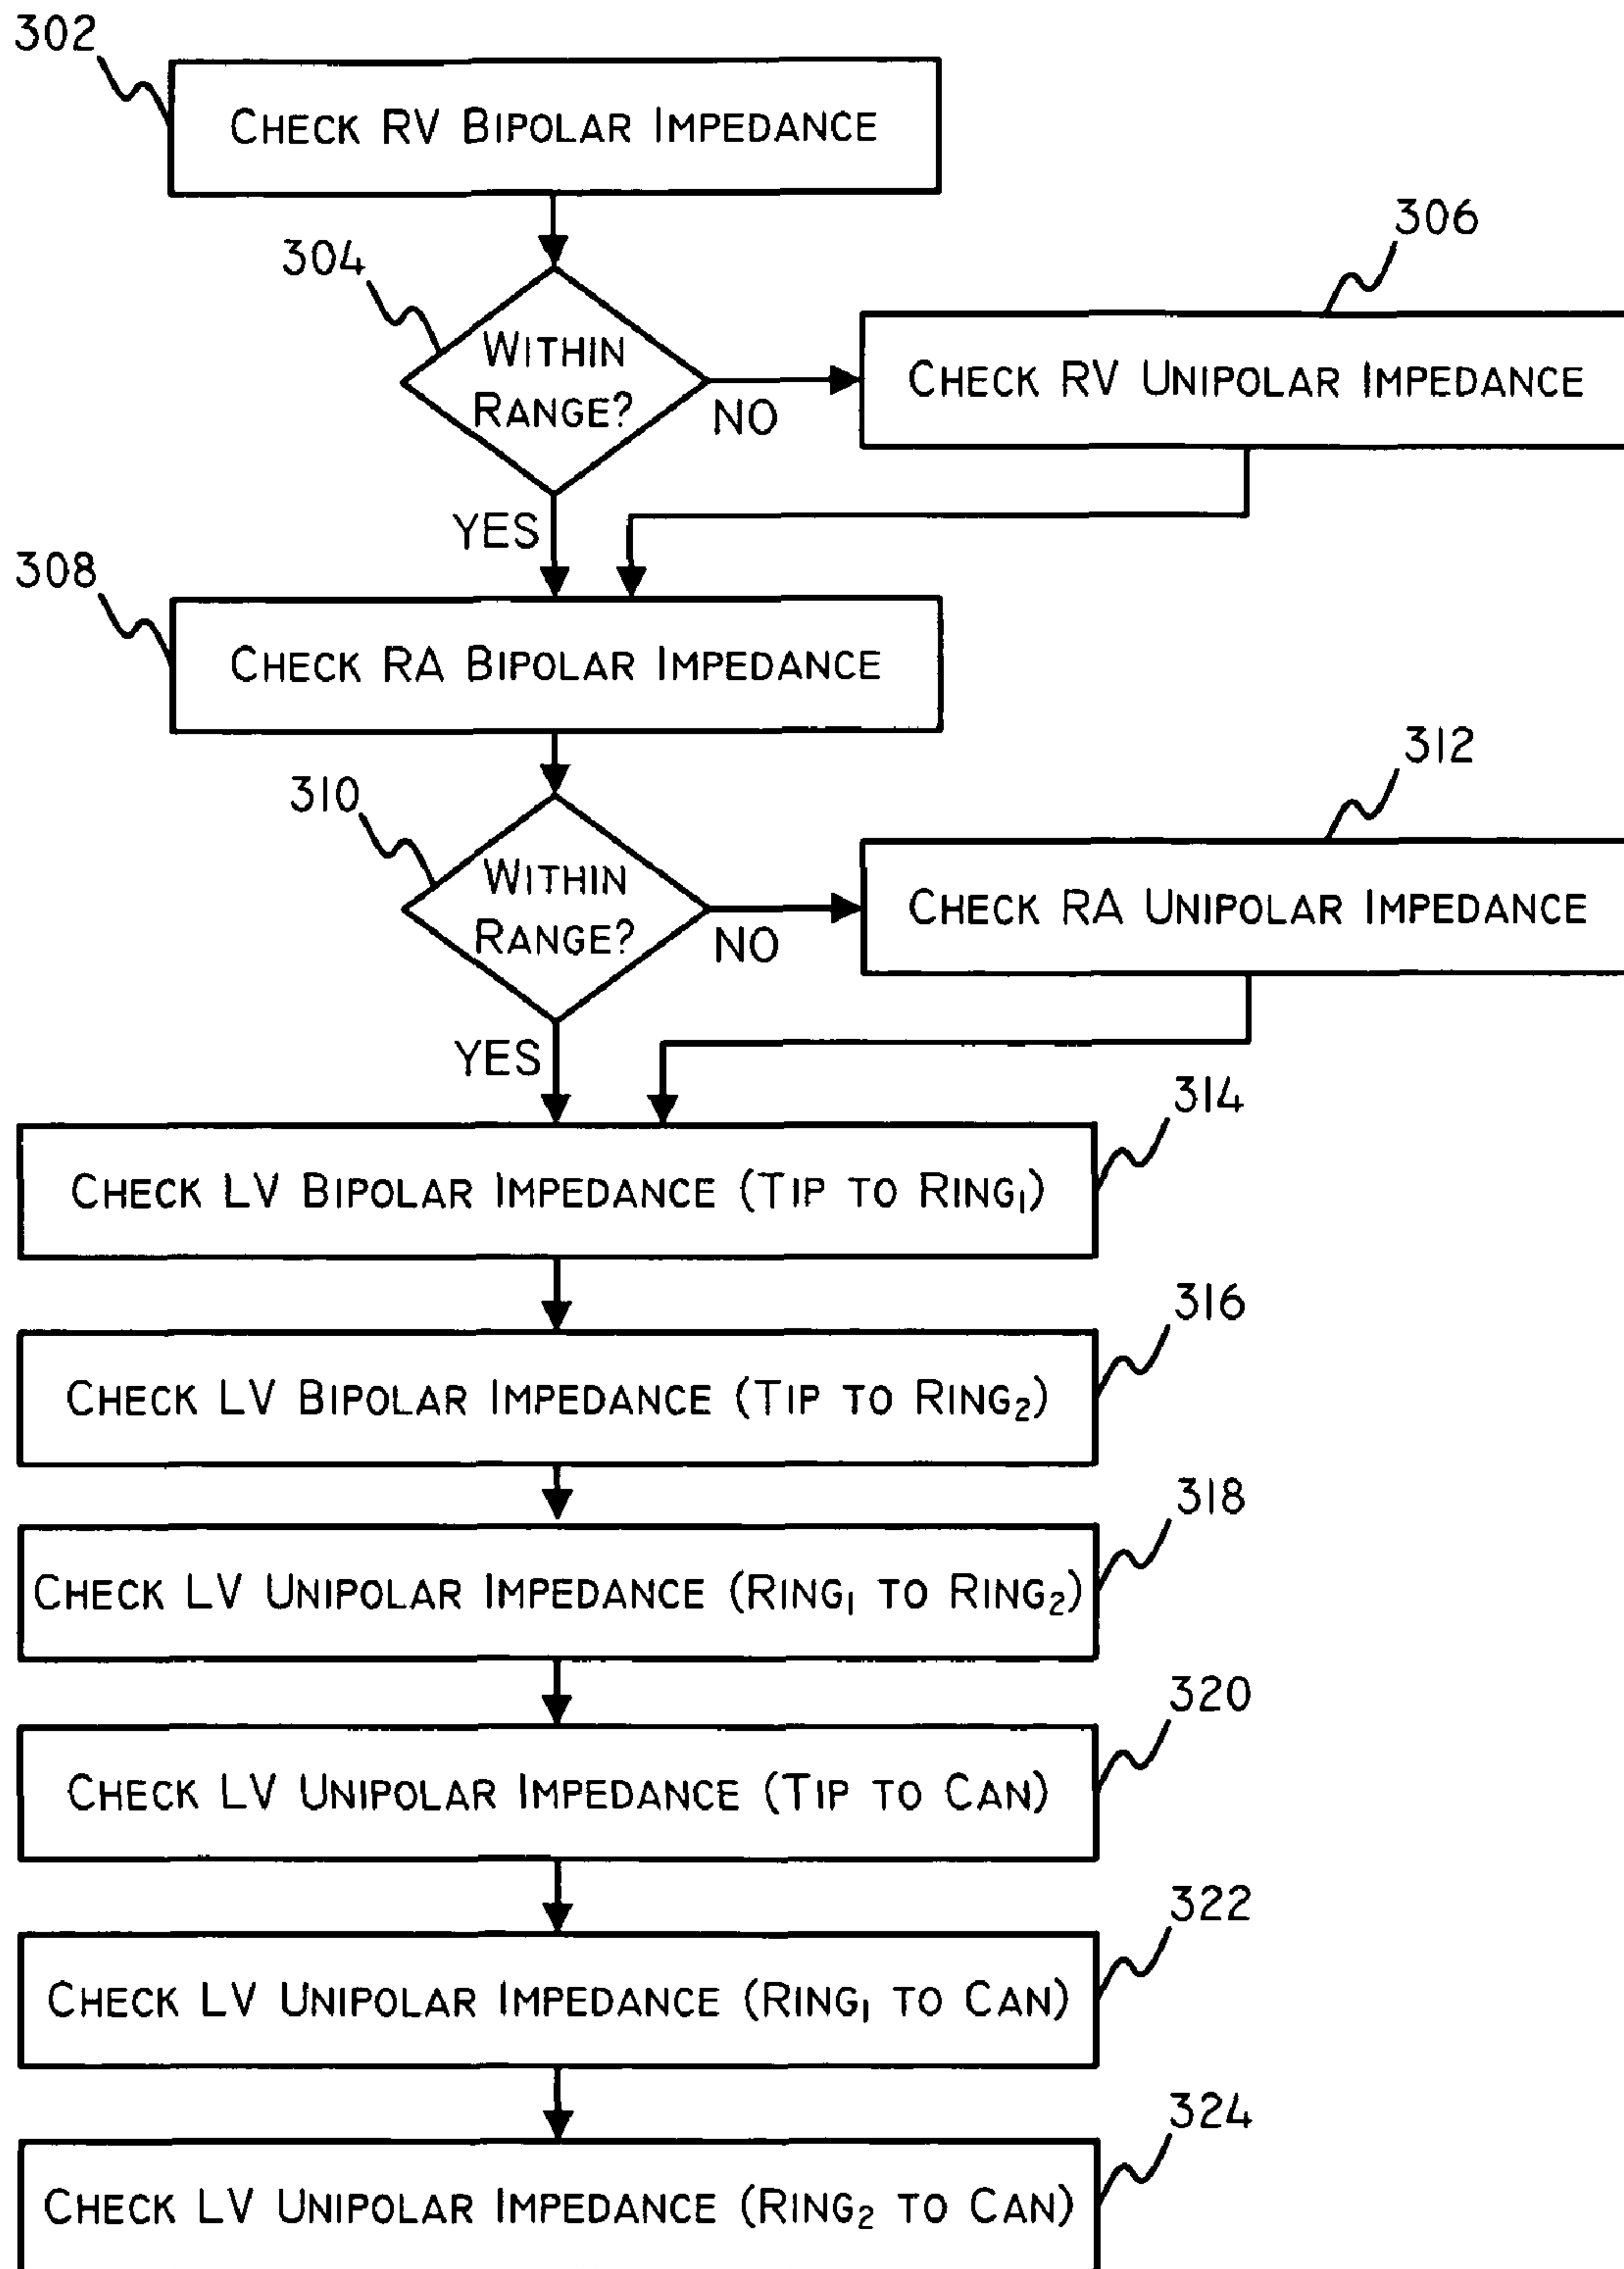 302
CHECK RV BIPOLAR IMPEDANCE
304
WITHIN
RANGE?
NO
306
CHECK RV UNIPOLAR IMPEDANCE
YES
308
CHECK RA BIPOLAR IMPEDANCE
310
WITHIN
RANGE?
NO
312
CHECK RA UNIPOLAR IMPEDANCE
YES
314
CHECK LV BIPOLAR IMPEDANCE (TIP TO RING₁)
316
CHECK LV BIPOLAR IMPEDANCE (TIP TO RING₂)
318
CHECK LV UNIPOLAR IMPEDANCE (RING₁ TO RING₂)
320
CHECK LV UNIPOLAR IMPEDANCE (TIP TO CAN)
322
CHECK LV UNIPOLAR IMPEDANCE (RING₁ TO CAN)
324
CHECK LV UNIPOLAR IMPEDANCE (RING₂ TO CAN)